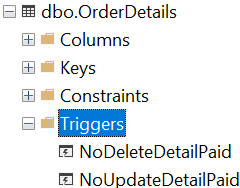 dbo.OrderDetails
Columns
Keys
Constraints
Triggers
NoDeleteDetailPaid
NoUpdateDetailPaid